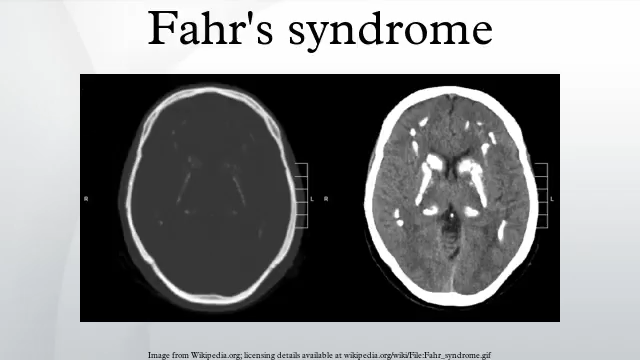 Fahr's syndrome
R
L
R
L
Image from Wikipedia.org; licensing details available at wikipedia.org/wiki/File:Fahr_syndrome.gif